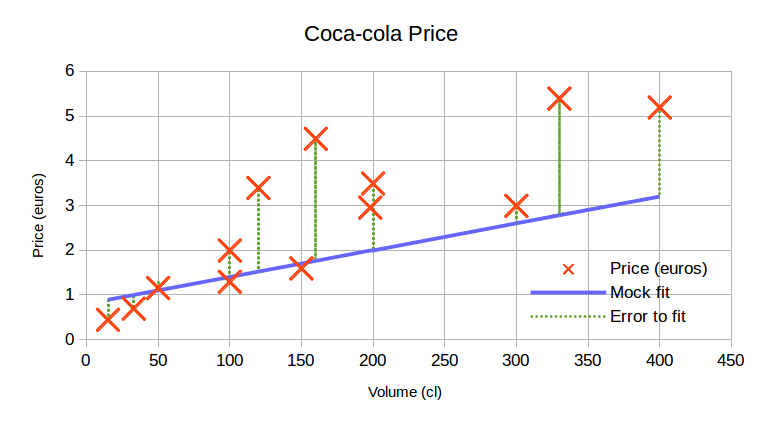 Coca-cola Price
6
5
4
3
2
1
0
Price (euros)
Price (euros)
Mock fit
Error to fit
0 50 100 150 200 250 300 350 400 450
Volume (cl)